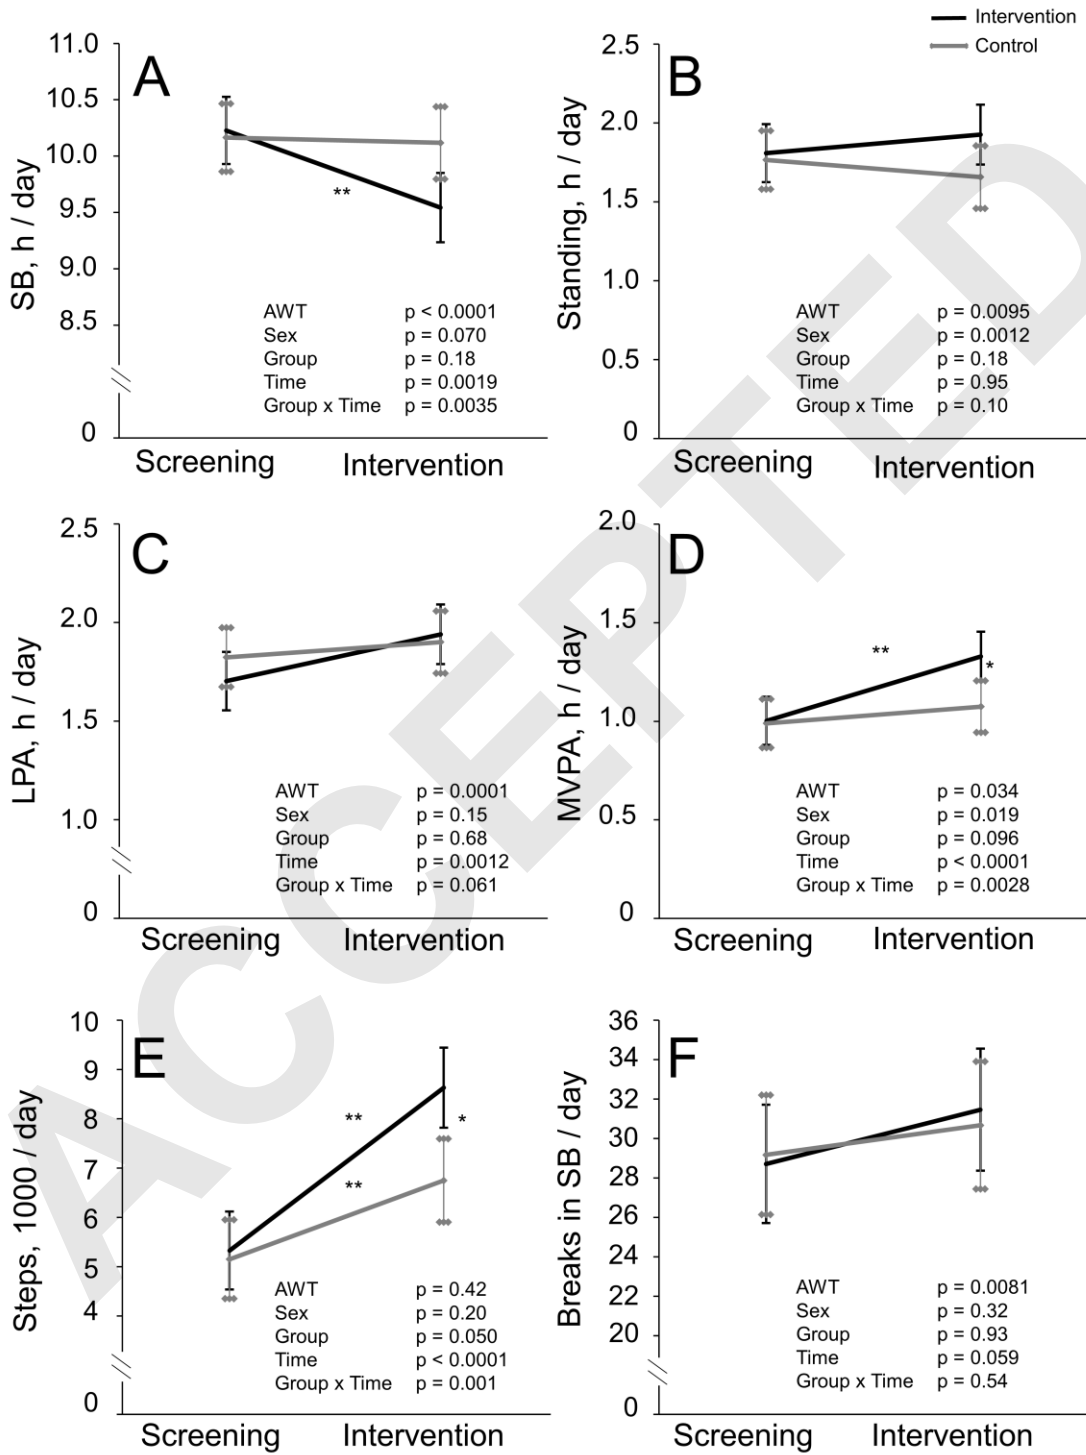 Intervention
Control
A
SB, h / day
11.0
10.5
10.0
9.5
9.0
8.5
0
**
AWT p < 0.0001
Sex p = 0.070
Group p = 0.18
Time p = 0.0019
Group x Time p = 0.0035
Screening Intervention
B
Standing, h / day
2.5
2.0
1.5
1.0
0.5
0
AWT p = 0.0095
Sex p = 0.0012
Group p = 0.18
Time p = 0.95
Group x Time p = 0.10
Screening Intervention
C
LPA, h / day
2.5
2.0
1.5
1.0
0
AWT p = 0.0001
Sex p = 0.15
Group p = 0.68
Time p = 0.0012
Group x Time p = 0.061
Screening Intervention
D
MVPA, h / day
2.0
1.5
1.0
0.5
0
**
*
AWT p = 0.034
Sex p = 0.019
Group p = 0.096
Time p < 0.0001
Group x Time p = 0.0028
Screening Intervention
E
Steps, 1000 / day
10
9
8
7
6
5
4
0
**
*
**
AWT p = 0.42
Sex p = 0.20
Group p = 0.050
Time p < 0.0001
Group x Time p = 0.001
Screening Intervention
F
Breaks in SB / day
36
34
32
30
28
26
24
22
20
0
AWT p = 0.0081
Sex p = 0.32
Group p = 0.93
Time p = 0.059
Group x Time p = 0.54
Screening Intervention
ACCEPTED